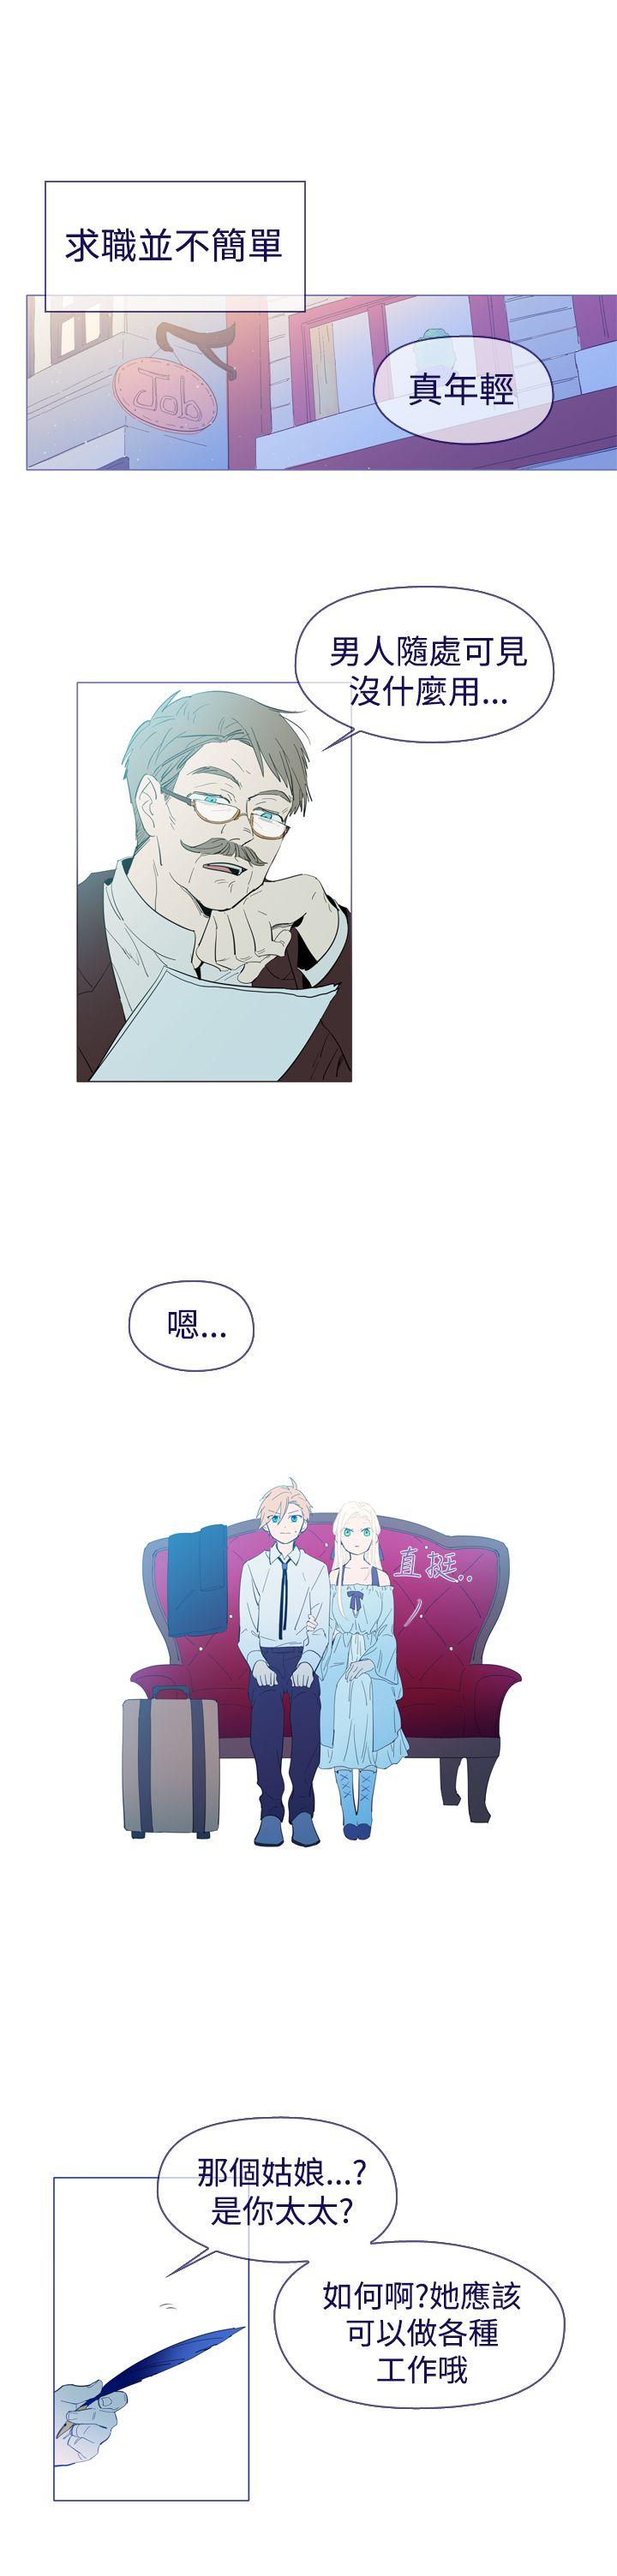 求職並不簡單
Job
真年輕
男人隨處可見
沒什麼用...
嗯...
直挺..
那個姑娘...?
是你太太?
如何啊?她應該
可以做各種
工作哦